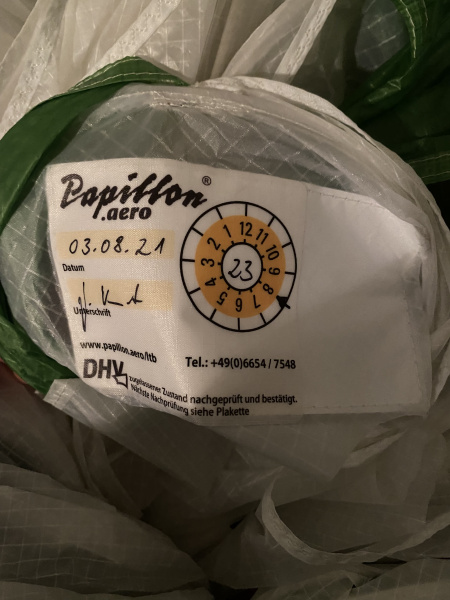 Papillon®
.aero
03.08.21
Datum
Unterschrift
1 12 11 10 9 8 7 6 5 4 3 2
23
www.papillon.aero/ltb
Tel.: +49(0)6654 / 7548
DHV
zugelassener Zustand nachgeprüft und bestätigt.
Nächste Nachprüfung siehe Plakette